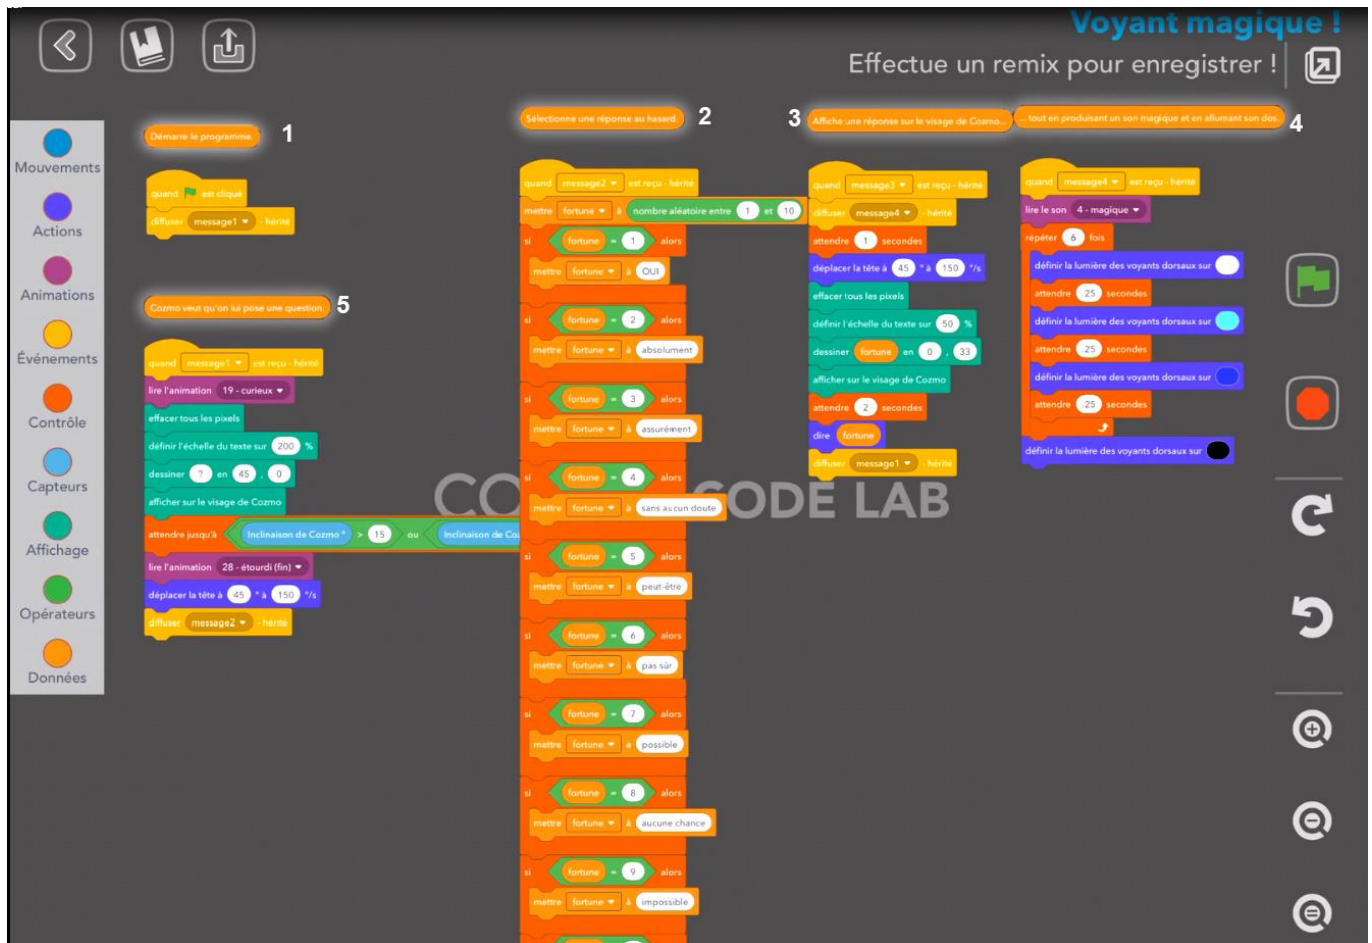 Voyant magique !
Effectue un remix pour enregistrer !
Mouvements
Actions
Animations
Événements
Contrôle
Capteurs
Affichage
Opérateurs
Données
Démarre le programme. 1
quand est cliqué
diffuser message1 - hérité
Cozmo veut qu'on lui pose une question. 5
quand message1 est reçu - hérité
lire l'animation 19 - curieux
effacer tous les pixels
définir l'échelle du texte sur 200 %
dessiner ? en 45 , 0
afficher sur le visage de Cozmo
attendre jusqu'à Inclinaison de Cozmo ° > 15 ou Inclinaison de Co
lire l'animation 28 - étourdi (fin)
déplacer la tête à 45 ° à 150 °/s
diffuser message2 - hérité
Sélectionne une réponse au hasard. 2
quand message2 est reçu - hérité
mettre fortune à nombre aléatoire entre 1 et 10
si fortune = 1 alors
mettre fortune à OUI
si fortune = 2 alors
mettre fortune à absolument
si fortune = 3 alors
mettre fortune à assurément
si fortune = 4 alors
mettre fortune à sans aucun doute
si fortune = 5 alors
mettre fortune à peut-être
si fortune = 6 alors
mettre fortune à pas sûr
si fortune = 7 alors
mettre fortune à possible
si fortune = 8 alors
mettre fortune à aucune chance
si fortune = 9 alors
mettre fortune à impossible
3 Affiche une réponse sur le visage de Cozmo...
quand message3 est reçu - hérité
diffuser message4 - hérité
attendre 1 secondes
déplacer la tête à 45 ° à 150 °/s
effacer tous les pixels
définir l'échelle du texte sur 50 %
dessiner fortune en 0 , 33
afficher sur le visage de Cozmo
attendre 2 secondes
dire fortune
diffuser message1 - hérité
... tout en produisant un son magique et en allumant son dos. 4
quand message4 est reçu - hérité
lire le son 4 - magique
répéter 6 fois
définir la lumière des voyants dorsaux sur
attendre .25 secondes
définir la lumière des voyants dorsaux sur
attendre .25 secondes
définir la lumière des voyants dorsaux sur
attendre .25 secondes
définir la lumière des voyants dorsaux sur
CO CODE LAB